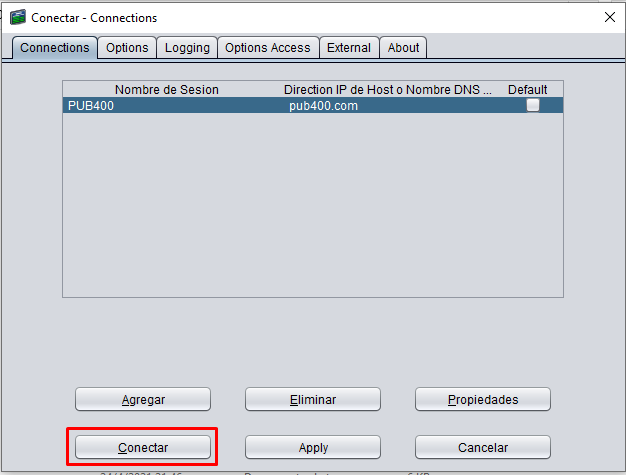 Conectar - Connections
Connections Options Logging Options Access External About
Nombre de Sesion Direction IP de Host o Nombre DNS ... Default
PUB400 pub400.com
Agregar Eliminar Propiedades
Conectar Apply Cancelar